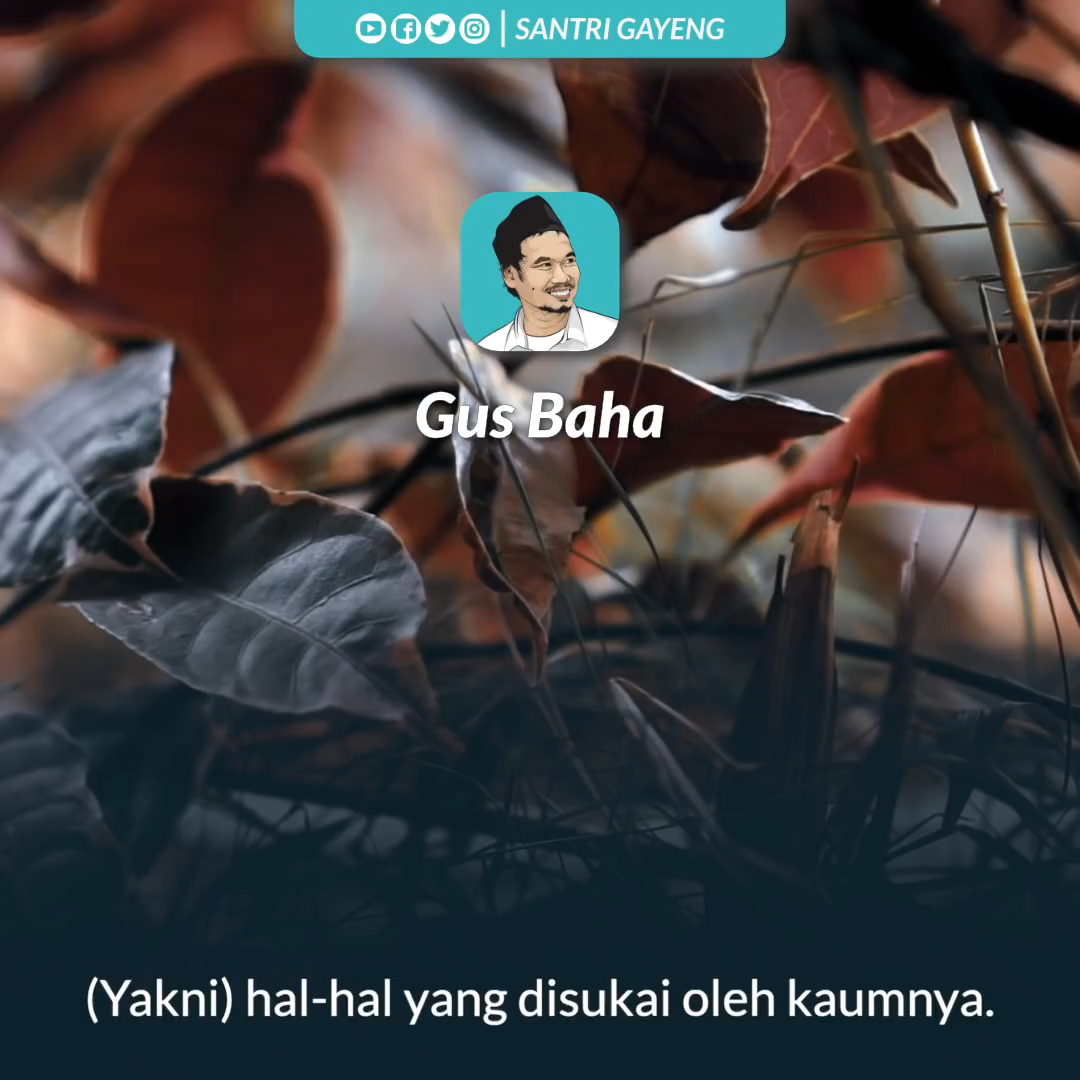 | SANTRI GAYENG
Gus Baha
(Yakni) hal-hal yang disukai oleh kaumnya.